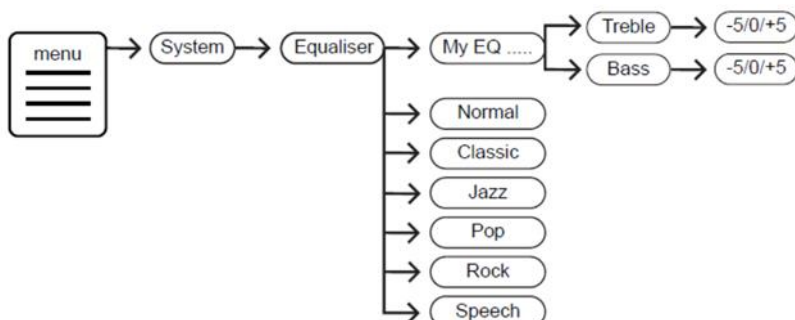 menu
System
Equaliser
My EQ .....
Treble
-5/0/+5
Bass
-5/0/+5
Normal
Classic
Jazz
Pop
Rock
Speech